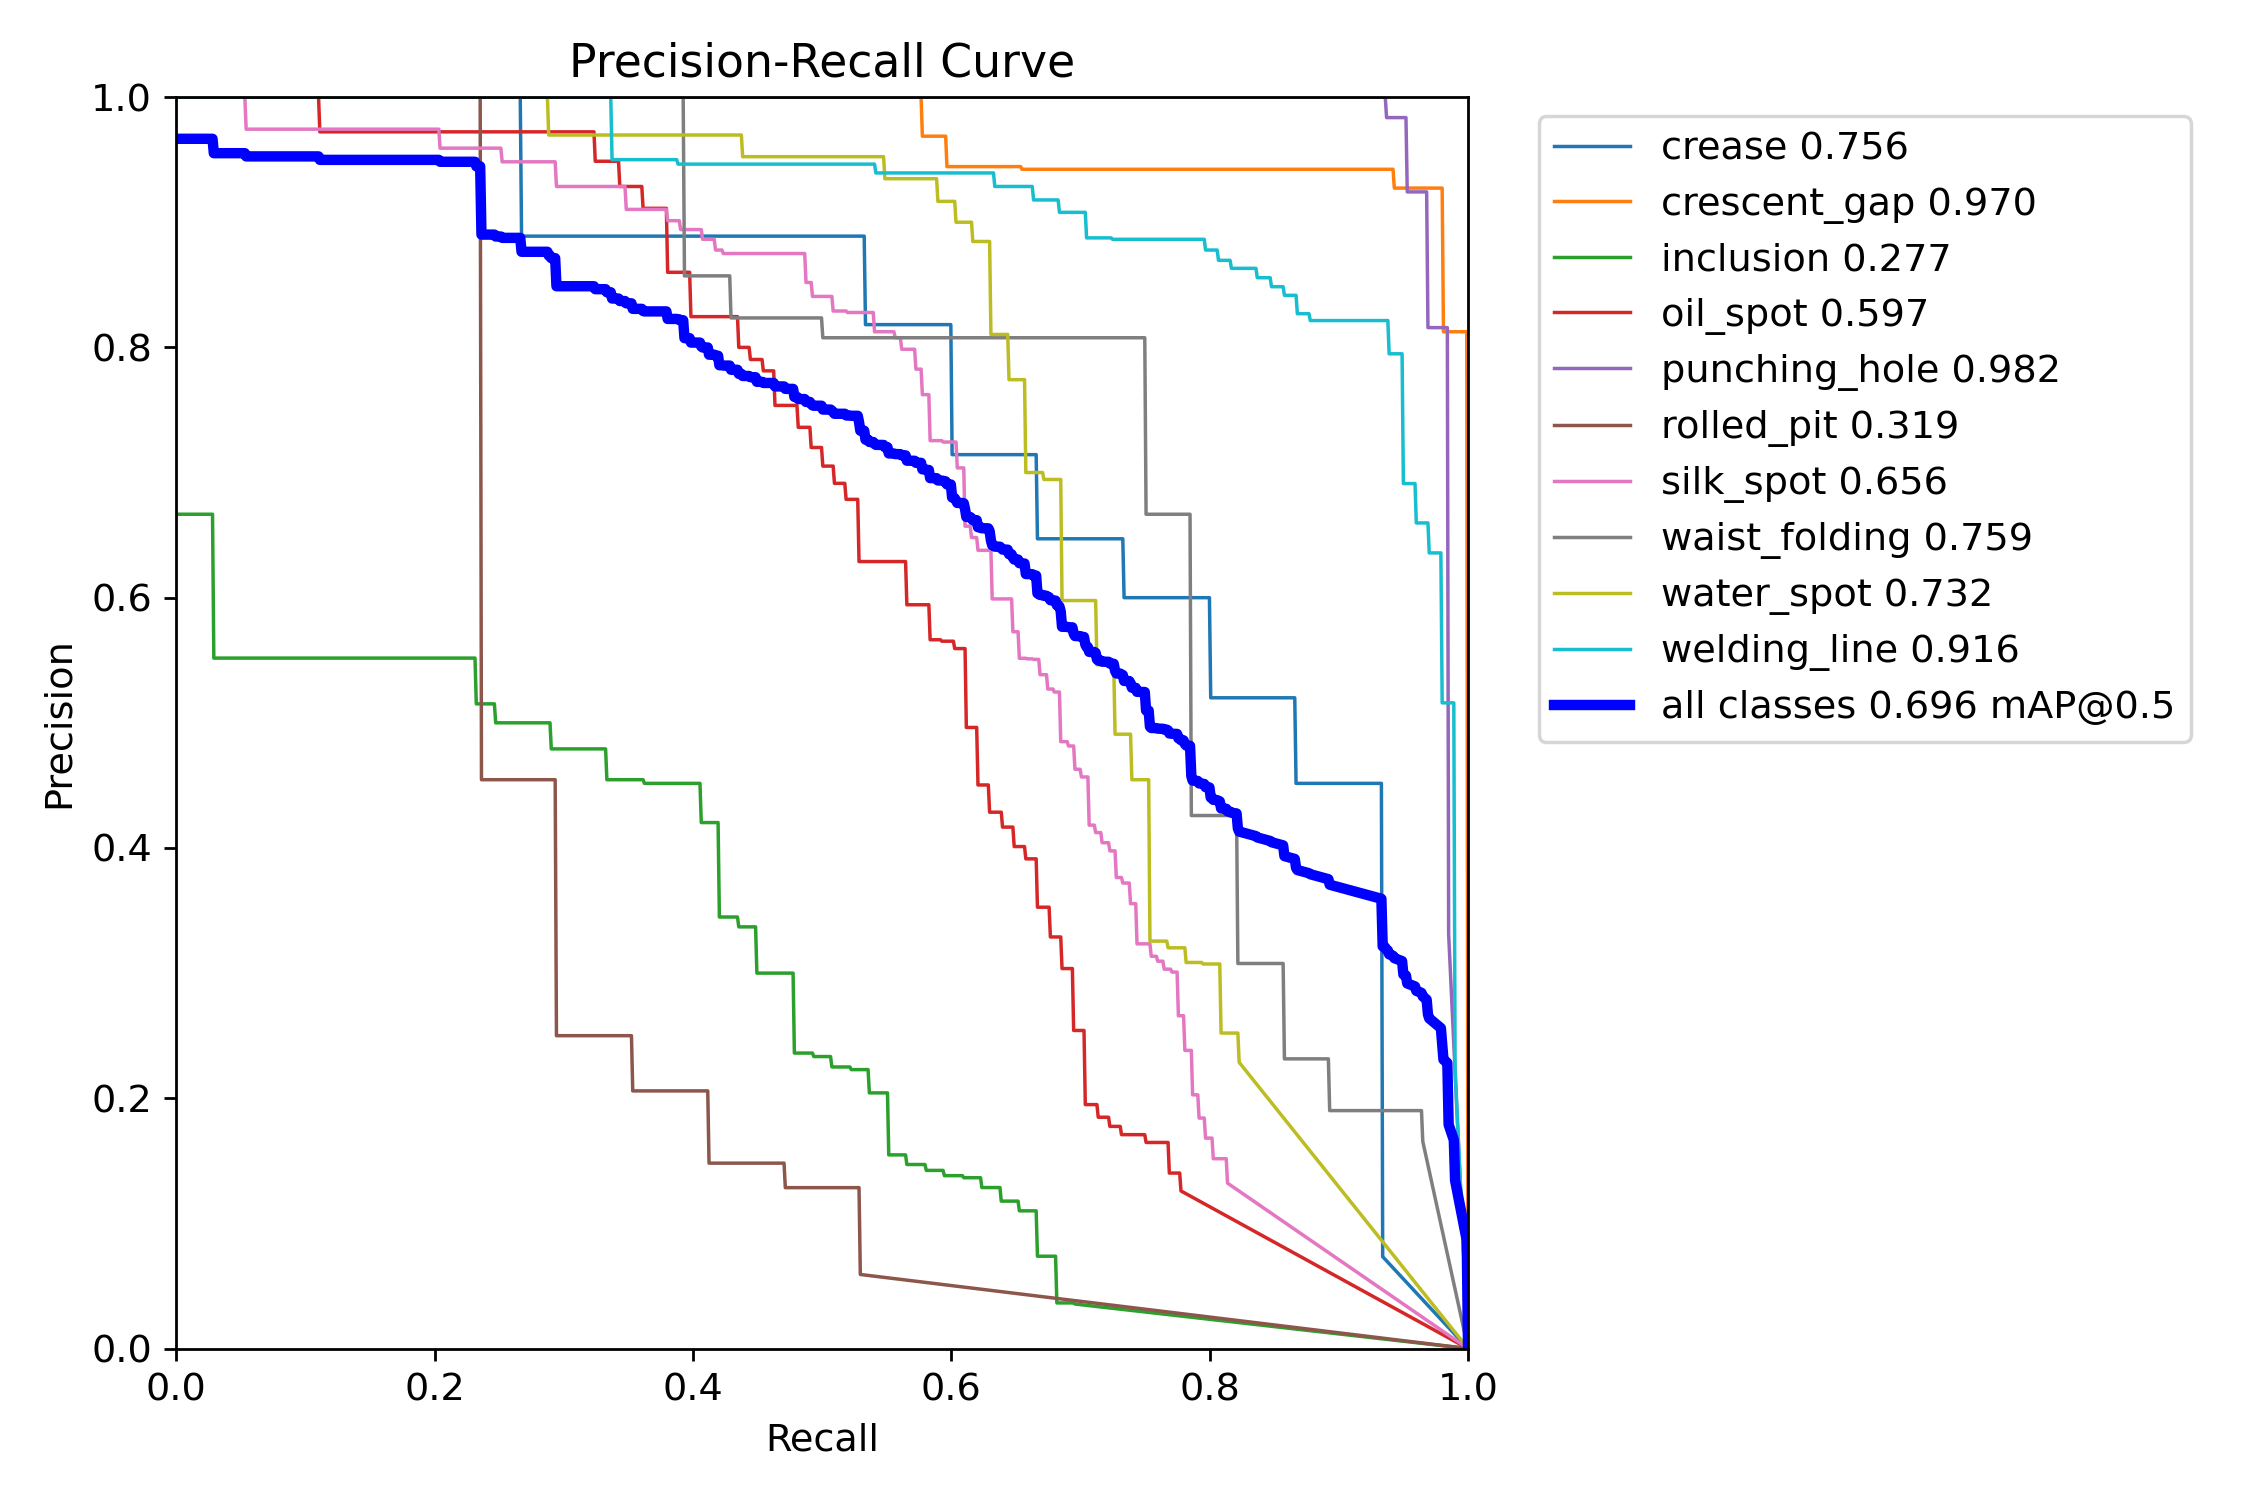 Precision-Recall Curve
1.0
0.8
0.6
0.4
0.2
0.0
Precision
0.0 0.2 0.4 0.6 0.8 1.0
Recall
crease 0.756
crescent_gap 0.970
inclusion 0.277
oil_spot 0.597
punching_hole 0.982
rolled_pit 0.319
silk_spot 0.656
waist_folding 0.759
water_spot 0.732
welding_line 0.916
all classes 0.696 mAP@0.5